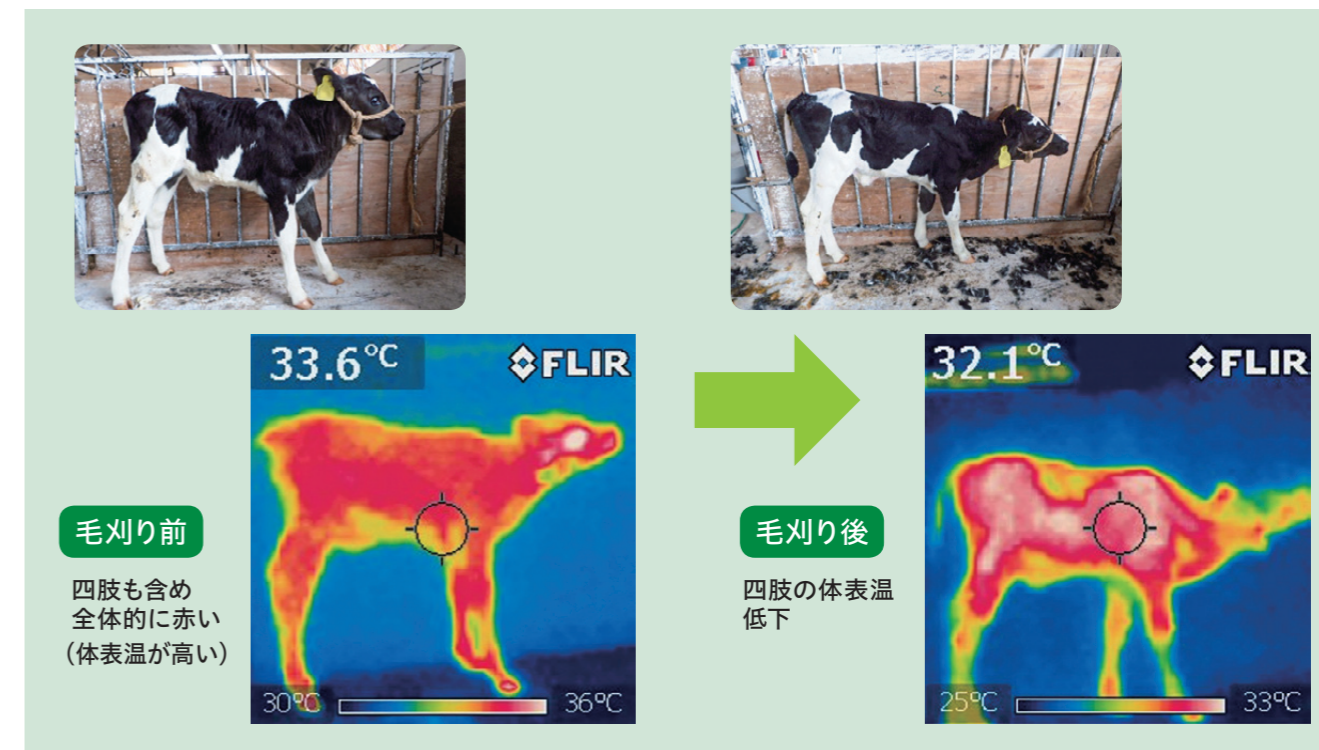 33.6℃
FLIR
毛刈り前
四肢も含め
全体的に赤い
（体表温が高い）
30℃
36℃
32.1℃
FLIR
毛刈り後
四肢の体表温
低下
25℃
33℃